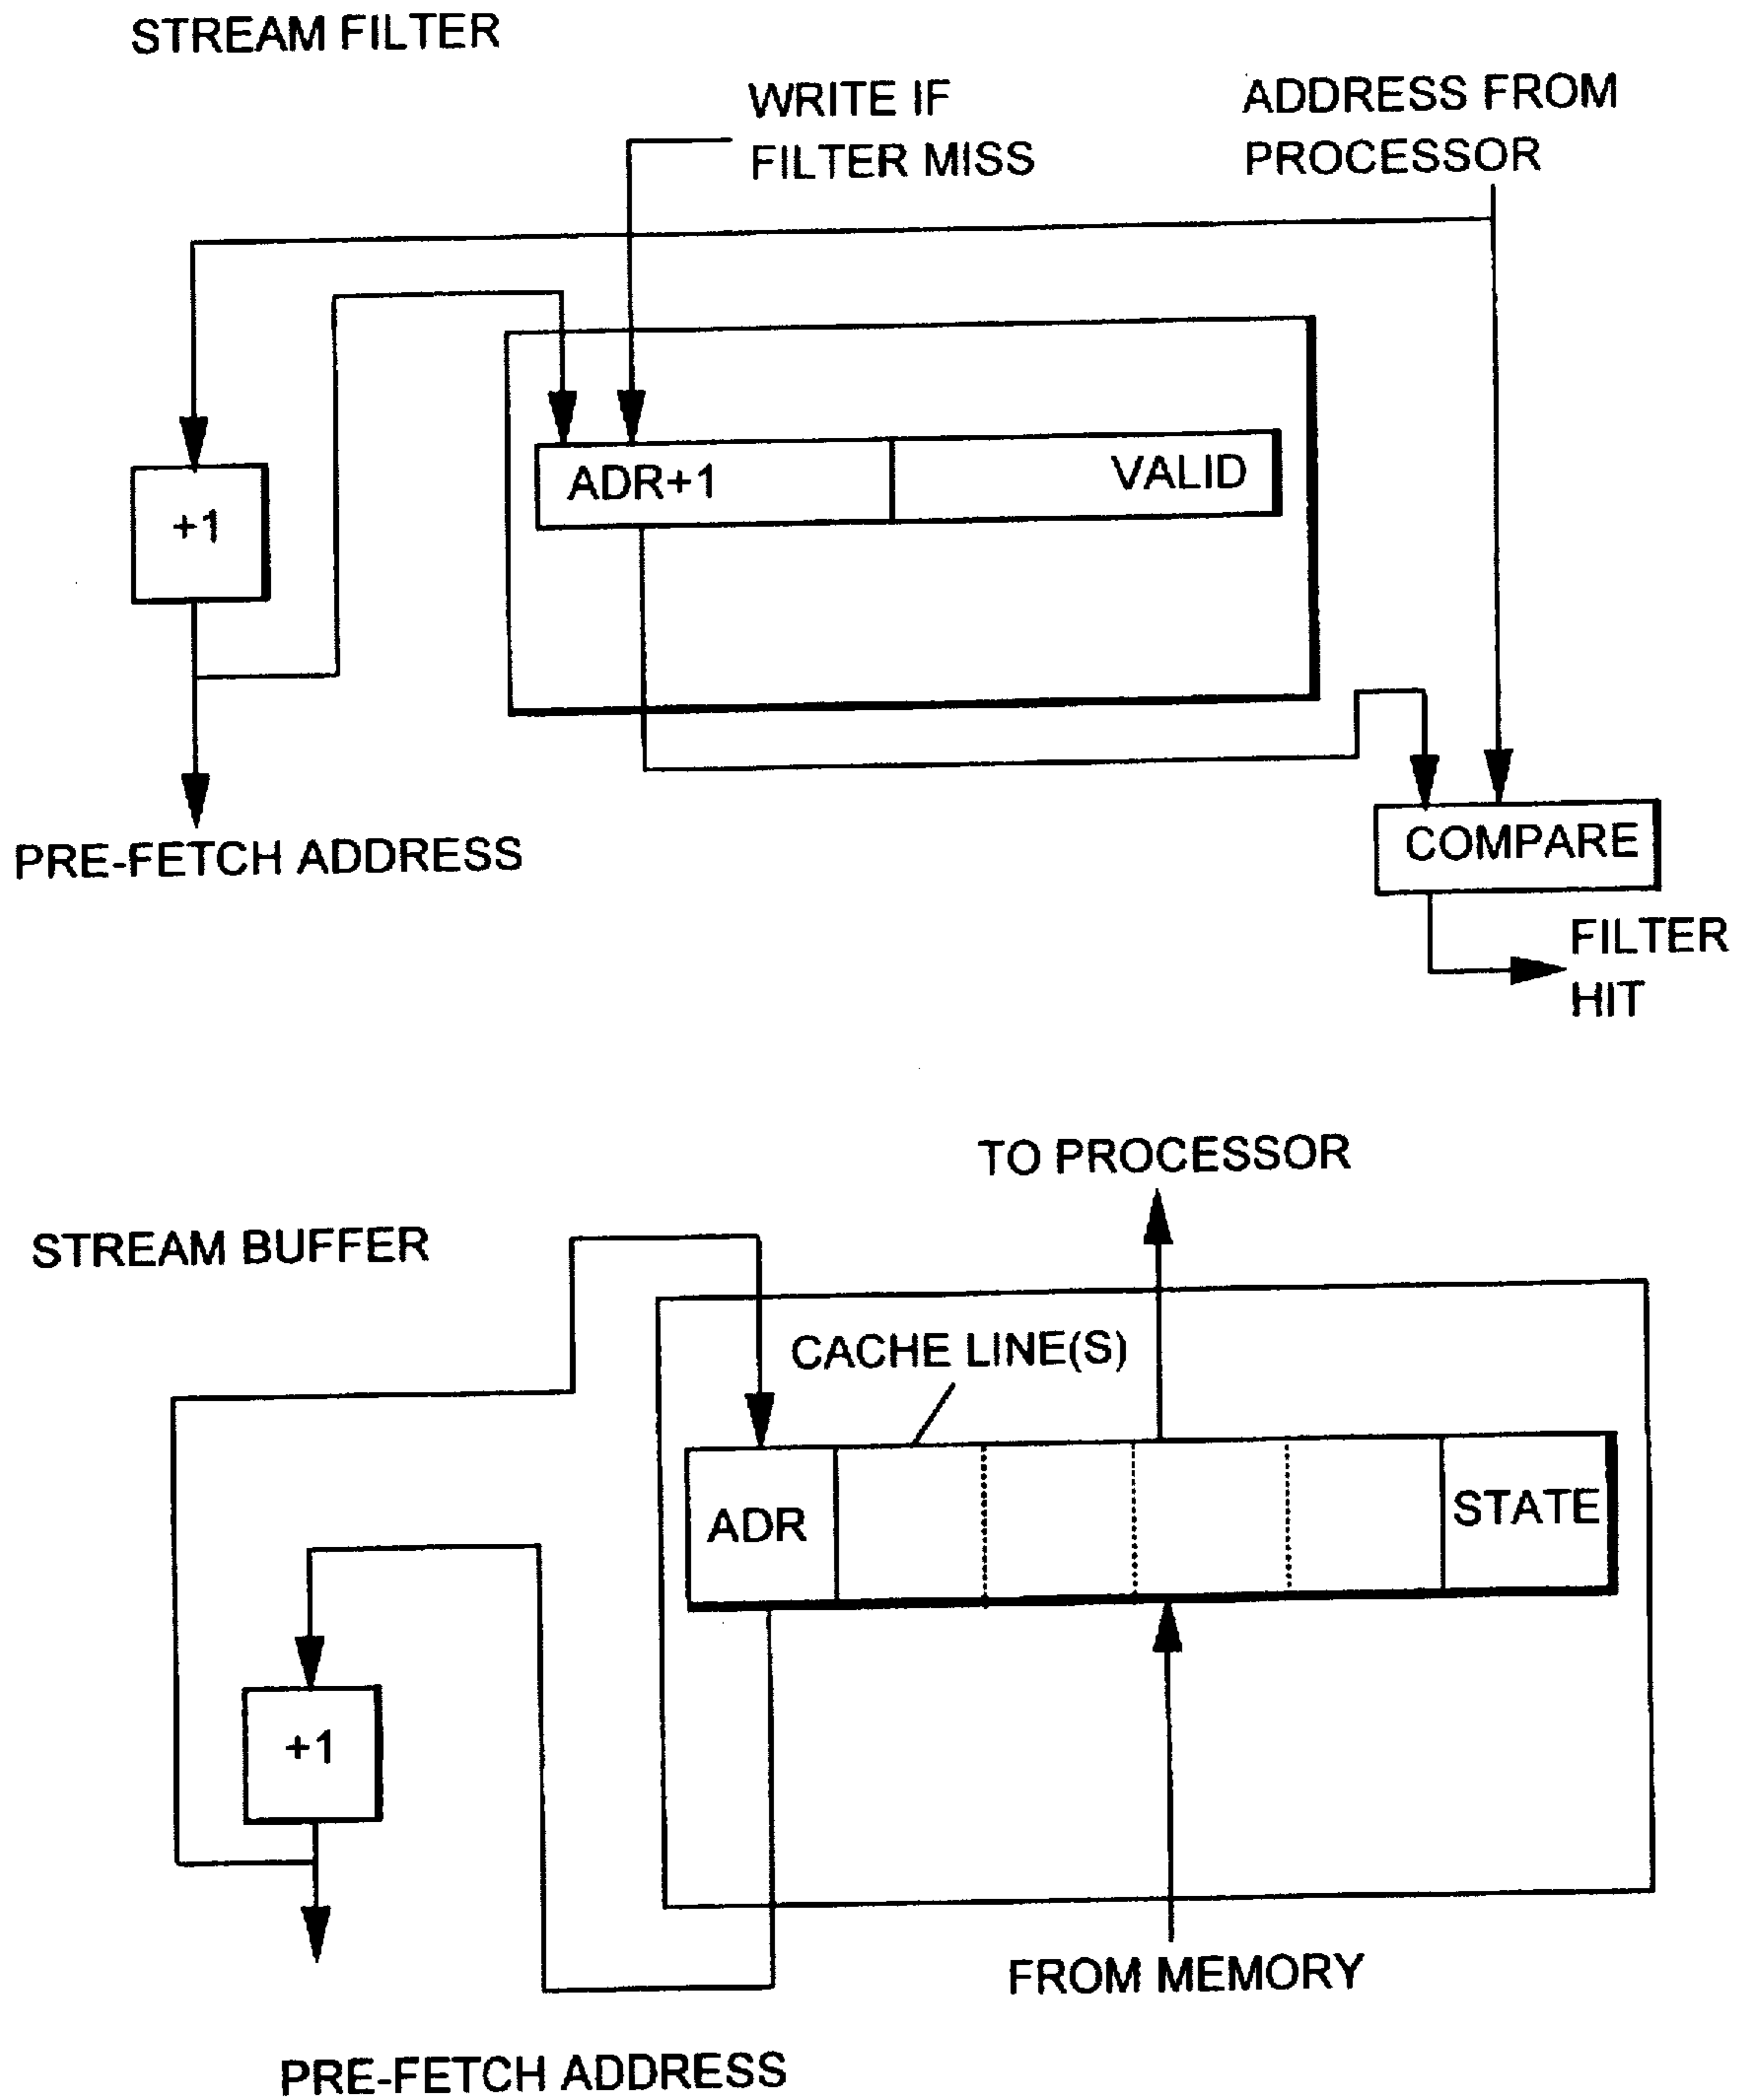 STREAM FILTER
WRITE IF
FILTER MISS
ADDRESS FROM
PROCESSOR
ADR+1
VALID
+1
PRE-FETCH ADDRESS
COMPARE
FILTER
HIT
TO PROCESSOR
STREAM BUFFER
CACHE LINE(S)
ADR
STATE
+1
FROM MEMORY
PRE-FETCH ADDRESS